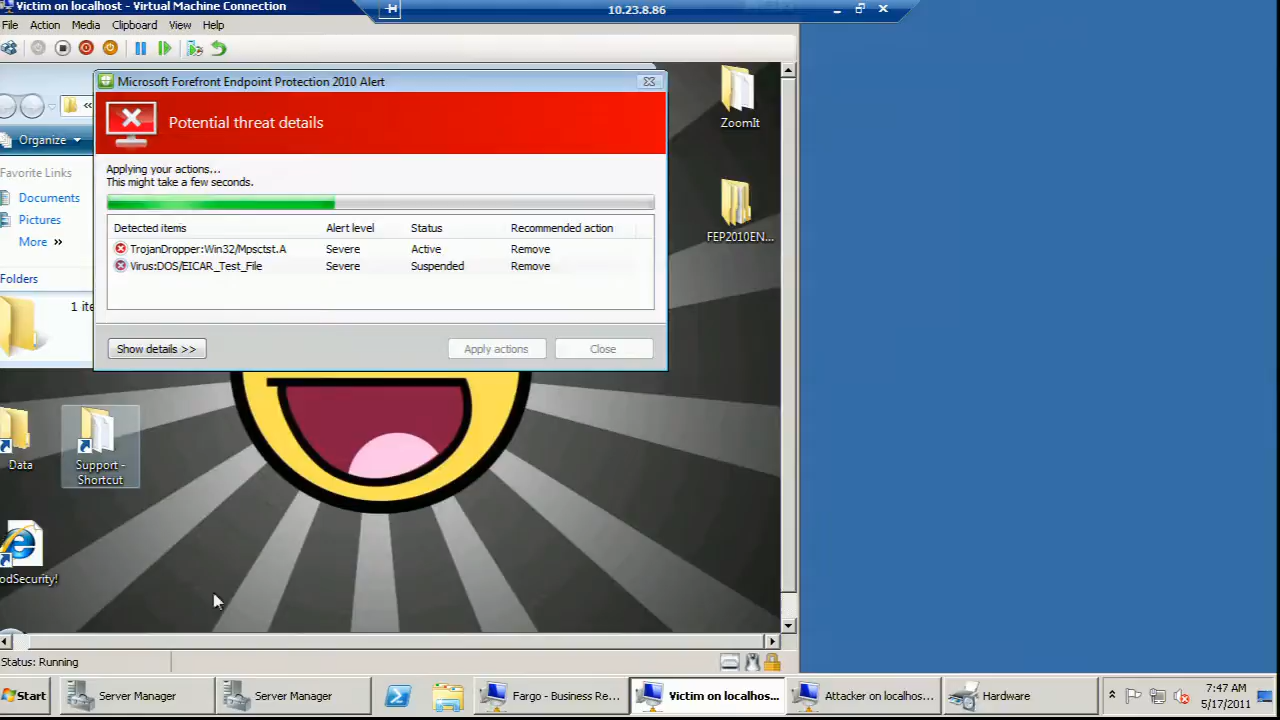 Victim on localhost - Virtual Machine Connection
10.23.8.86
File Action Media Clipboard View Help
Microsoft Forefront Endpoint Protection 2010 Alert
Potential threat details
Organize
Favorite Links
Documents
Pictures
More »
Folders
1 ite
Applying your actions...
This might take a few seconds.
Detected items Alert level Status Recommended action
TrojanDropper:Win32/Mpsctst.A Severe Active Remove
Virus:DOS/EICAR_Test_File Severe Suspended Remove
Show details >> Apply actions Close
ZoomIt
FEP2010EN...
Data
Support -
Shortcut
odSecurity!
Status: Running
Start Server Manager Server Manager Fargo - Business Re... Victim on localhos... Attacker on localhos... Hardware
7:47 AM
5/17/2011